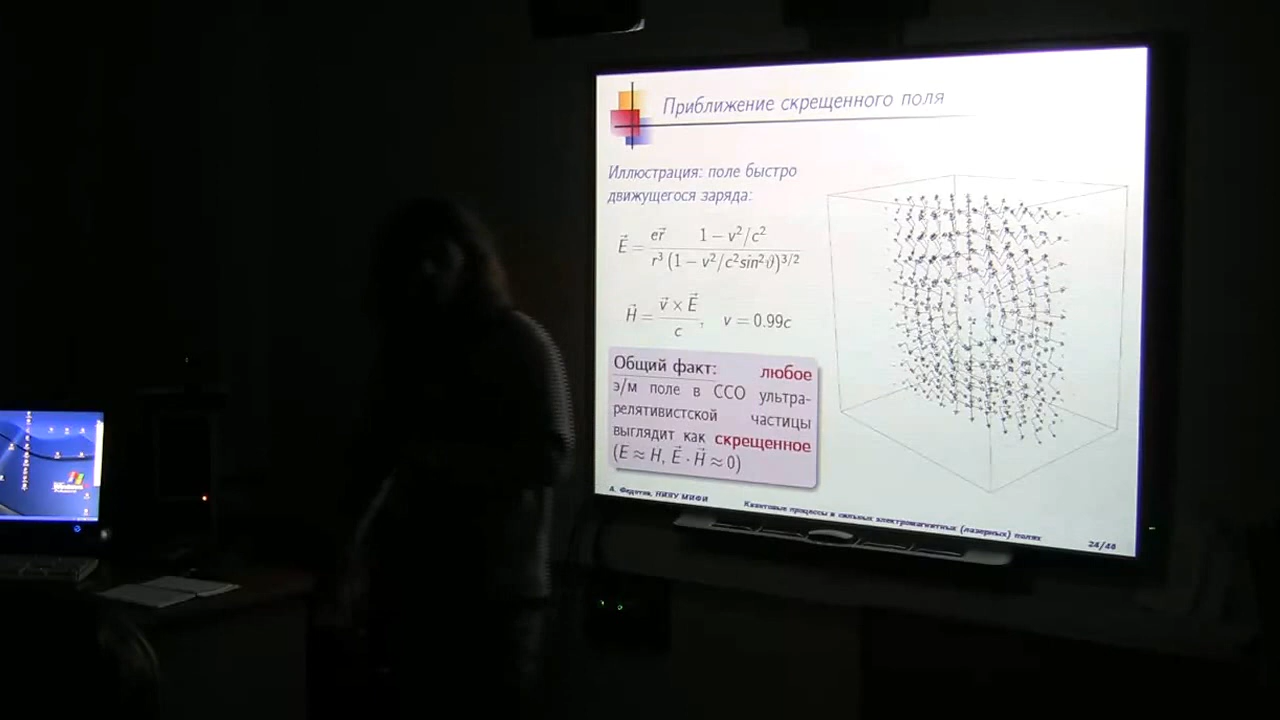 Приближение скрещенного поля
Иллюстрация: поле быстро
движущегося заряда:
E⃗ = er⃗/r³ (1 − v²/c²)/(1 − v²/c²sin²ϑ)^{3/2}
H⃗ = (v⃗ × E⃗)/c, v = 0.99c
Общий факт: любое
э/м поле в ССО ультра-
релятивистской частицы
выглядит как скрещенное
(E ≈ H, E⃗ · H⃗ ≈ 0)
А. Федотов, НИЯУ МИФИ
Квантовые процессы в сильных электромагнитных (лазерных) полях
24/46